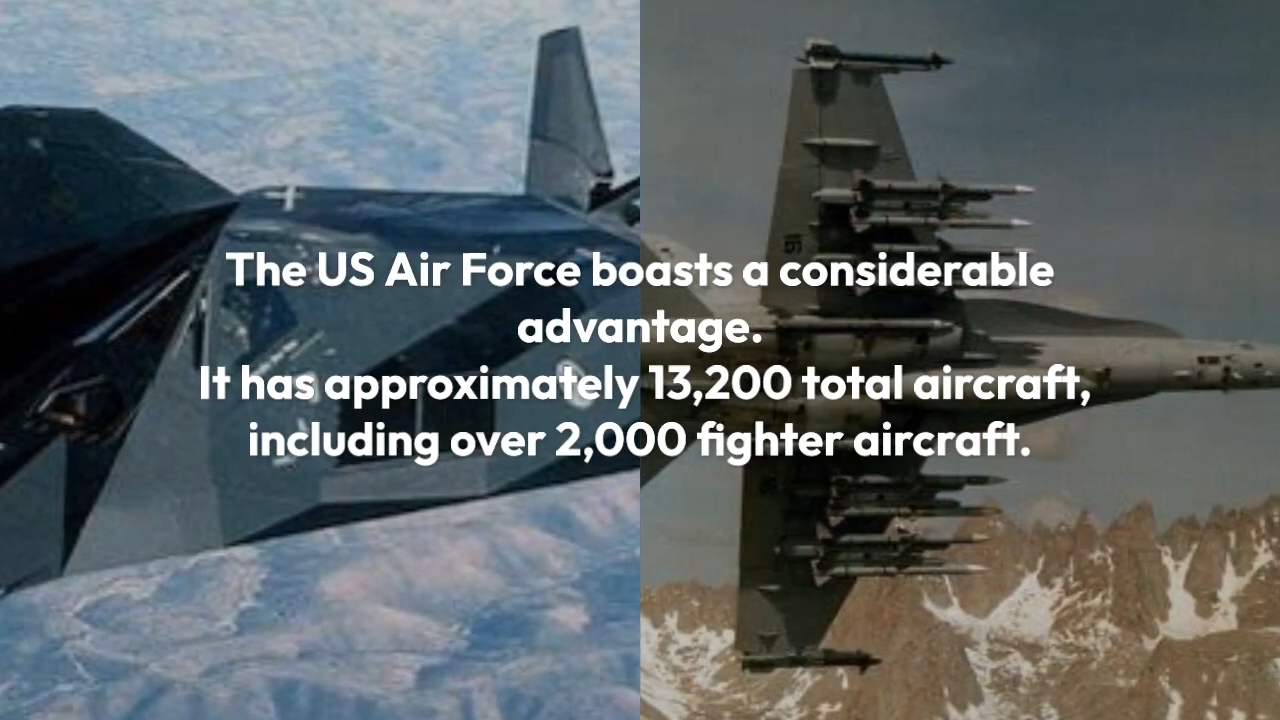 The US Air Force boasts a considerable
advantage.
It has approximately 13,200 total aircraft,
including over 2,000 fighter aircraft.